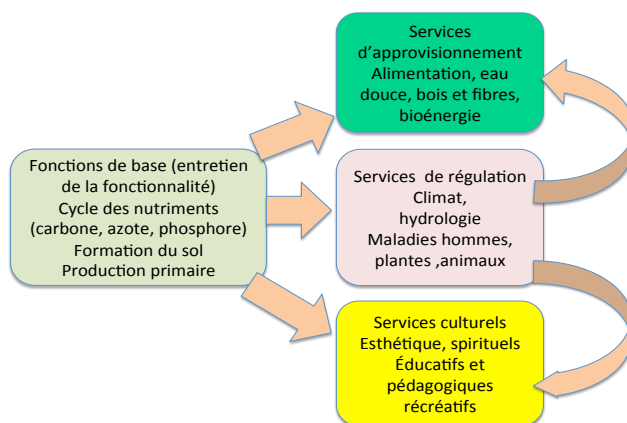 Services
d'approvisionnement
Alimentation, eau
douce, bois et fibres,
bioénergie
Fonctions de base (entretien
de la fonctionnalité)
Cycle des nutriments
(carbone, azote, phosphore)
Formation du sol
Production primaire
Services de régulation
Climat,
hydrologie
Maladies hommes,
plantes ,animaux
Services culturels
Esthétique, spirituels
Éducatifs et
pédagogiques
récréatifs